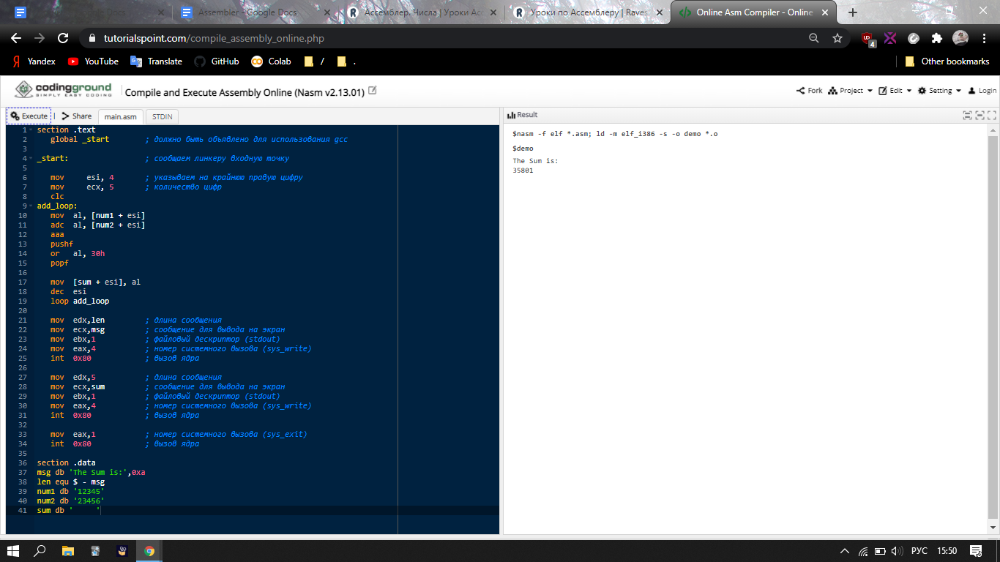 Docs
Assembler - Google Docs
Ассемблер. Числа | Уроки Асс
Уроки по Ассемблеру | Raves
Online Asm Compiler - Online
tutorialspoint.com/compile_assembly_online.php
4
Yandex YouTube Translate GitHub Colab / . Other bookmarks
codingground
SIMPLY EASY CODING
Compile and Execute Assembly Online (Nasm v2.13.01)
Fork Project Edit Setting Login
Execute | Share main.asm STDIN
Result
1 section .text
2 global _start ; должно быть объявлено для использования gcc
3
4 _start: ; сообщаем линкеру входную точку
5
6 mov esi, 4 ; указываем на крайнюю правую цифру
7 mov ecx, 5 ; количество цифр
8 clc
9 add_loop:
10 mov al, [num1 + esi]
11 adc al, [num2 + esi]
12 aaa
13 pushf
14 or al, 30h
15 popf
16
17 mov [sum + esi], al
18 dec esi
19 loop add_loop
20
21 mov edx,len ; длина сообщения
22 mov ecx,msg ; сообщение для вывода на экран
23 mov ebx,1 ; файловый дескриптор (stdout)
24 mov eax,4 ; номер системного вызова (sys_write)
25 int 0x80 ; вызов ядра
26
27 mov edx,5 ; длина сообщения
28 mov ecx,sum ; сообщение для вывода на экран
29 mov ebx,1 ; файловый дескриптор (stdout)
30 mov eax,4 ; номер системного вызова (sys_write)
31 int 0x80 ; вызов ядра
32
33 mov eax,1 ; номер системного вызова (sys_exit)
34 int 0x80 ; вызов ядра
35
36 section .data
37 msg db 'The Sum is:',0xa
38 len equ $ - msg
39 num1 db '12345'
40 num2 db '23456'
41 sum db '     '
$nasm -f elf *.asm; ld -m elf_i386 -s -o demo *.o
$demo
The Sum is:
35801
РУС 15:50